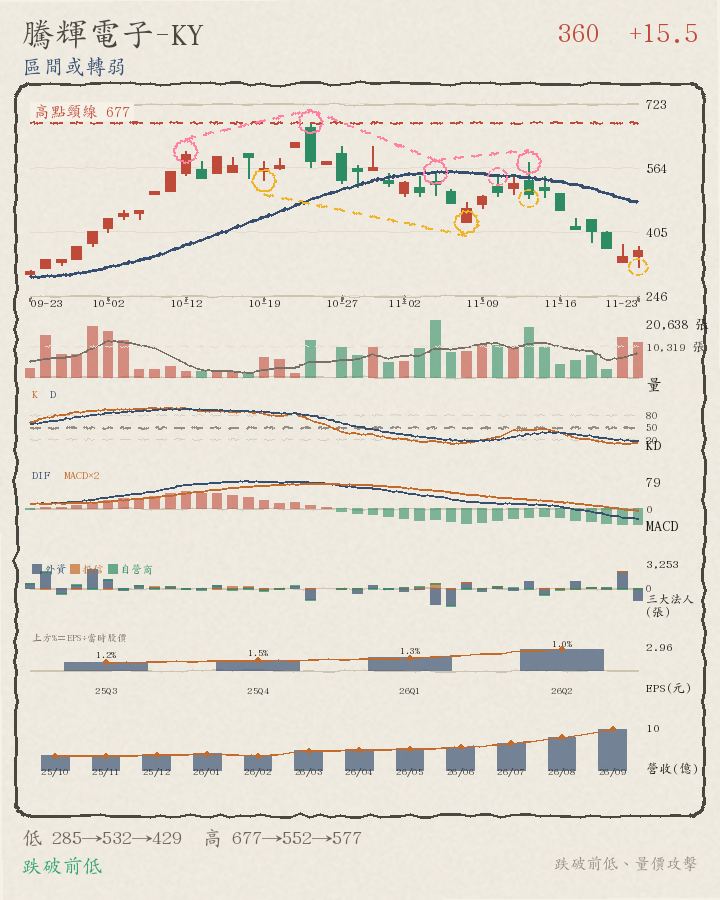 騰輝電子-KY
360 +15.5
區間或轉弱
高點頸線 677
723
564
405
246
09-23 10-02 10-12 10-19 10-27 11-02 11-09 11-16 11-23
20,638 張
10,319 張
量
K D
80
50
20
KD
DIF MACD×2
79
0
MACD
外資 投信 自營商
3,253
0
三大法人
(張)
上方%=EPS÷當時股價
1.2% 1.5% 1.3% 1.0%
2.96
25Q3 25Q4 26Q1 26Q2
EPS(元)
10
25/10 25/11 25/12 26/01 26/02 26/03 26/04 26/05 26/06 26/07 26/08 26/09
營收(億)
低 285→532→429 高 677→552→577
跌破前低
跌破前低、量價攻擊